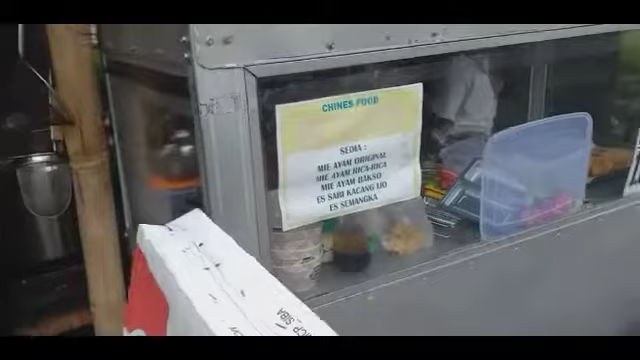 CHINES FOOD
SEDIA :
MIE AYAM ORIGINAL
MIE AYAM RICA-RICA
MIE AYAM BAKSO
ES SARI KACANG IJO
ES SEMANGKA